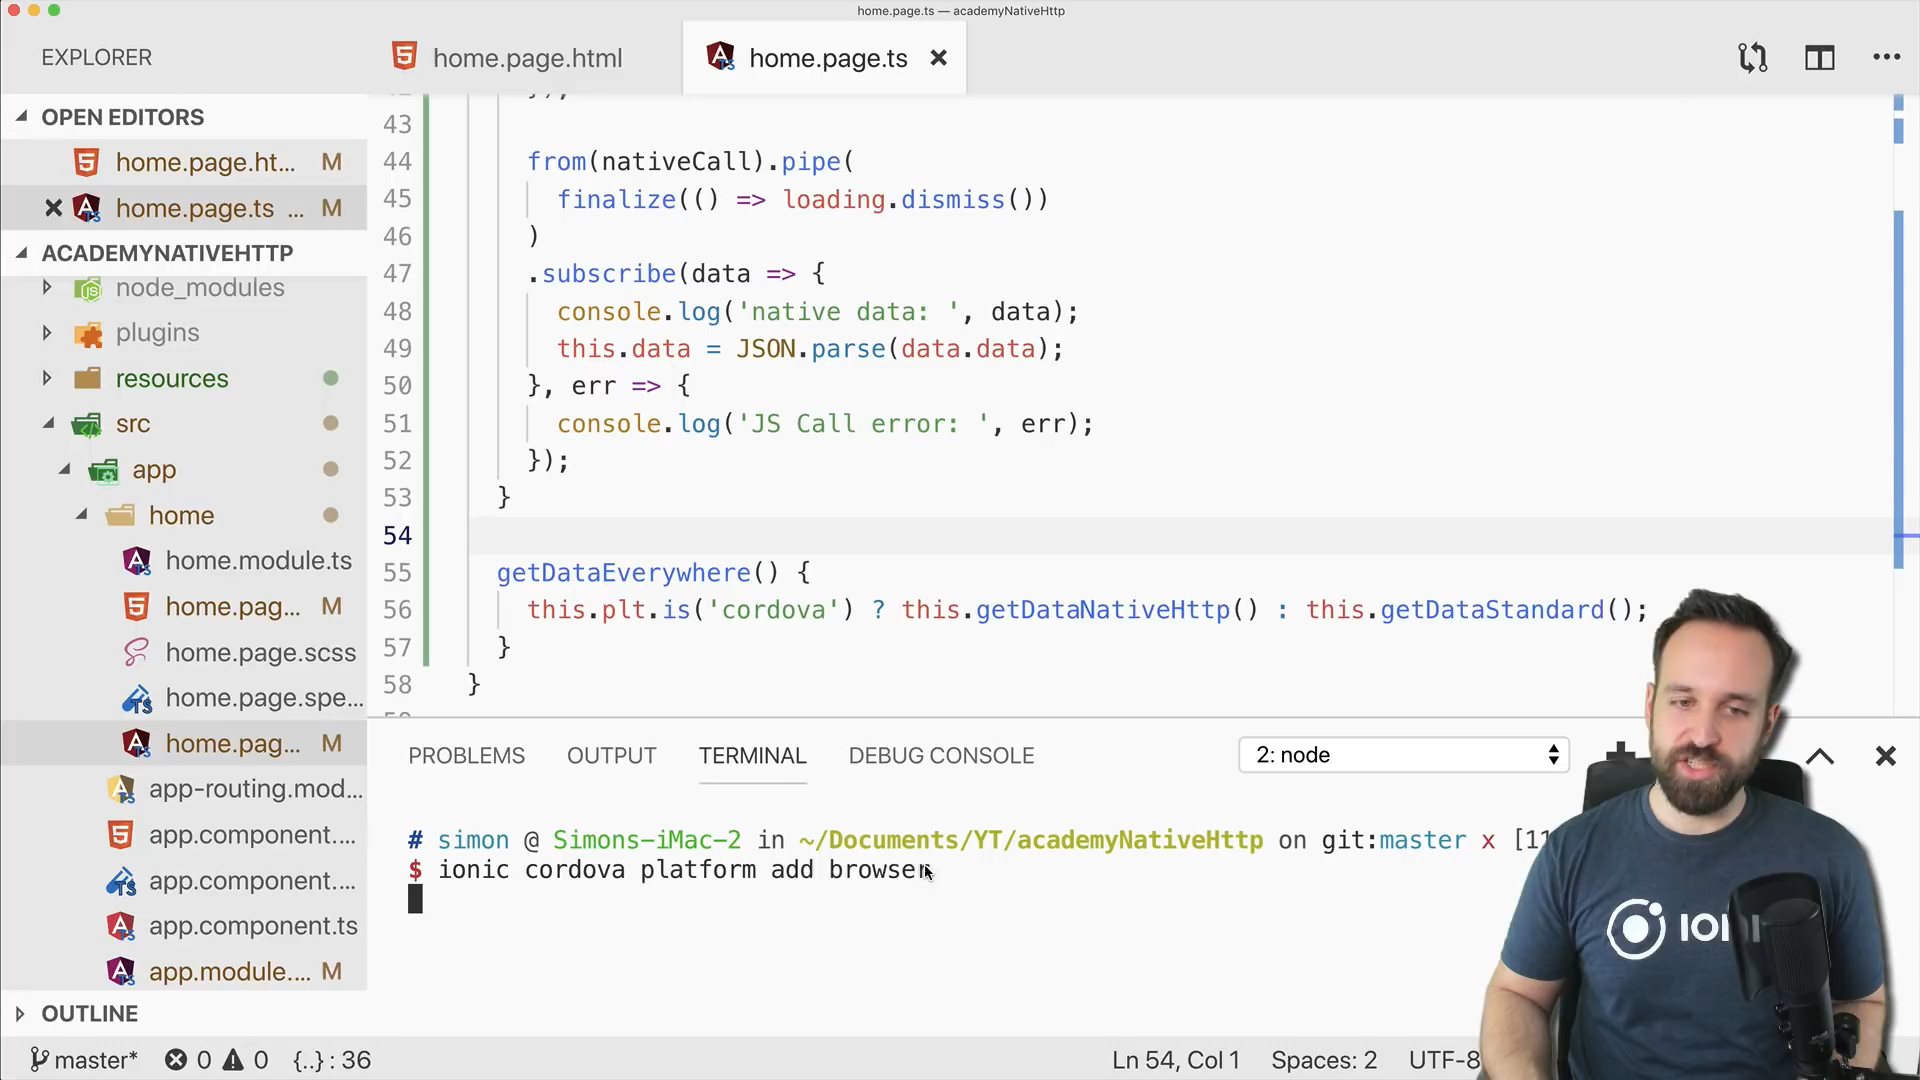 home.page.ts — academyNativeHttp
EXPLORER
home.page.html
home.page.ts
OPEN EDITORS
home.page.ht... M
home.page.ts ... M
ACADEMYNATIVEHTTP
node_modules
plugins
resources
src
app
home
home.module.ts
home.pag... M
home.page.scss
home.page.spe...
home.pag... M
app-routing.mod...
app.component....
app.component....
app.component.ts
app.module.... M
OUTLINE
43
44 from(nativeCall).pipe(
45 finalize(() => loading.dismiss())
46 )
47 .subscribe(data => {
48 console.log('native data: ', data);
49 this.data = JSON.parse(data.data);
50 }, err => {
51 console.log('JS Call error: ', err);
52 });
53 }
54
55 getDataEverywhere() {
56 this.plt.is('cordova') ? this.getDataNativeHttp() : this.getDataStandard();
57 }
58 }
PROBLEMS OUTPUT TERMINAL DEBUG CONSOLE 2: node
# simon @ Simons-iMac-2 in ~/Documents/YT/academyNativeHttp on git:master x [11
$ ionic cordova platform add browser
master* 0 0 {..} : 36 Ln 54, Col 1 Spaces: 2 UTF-8